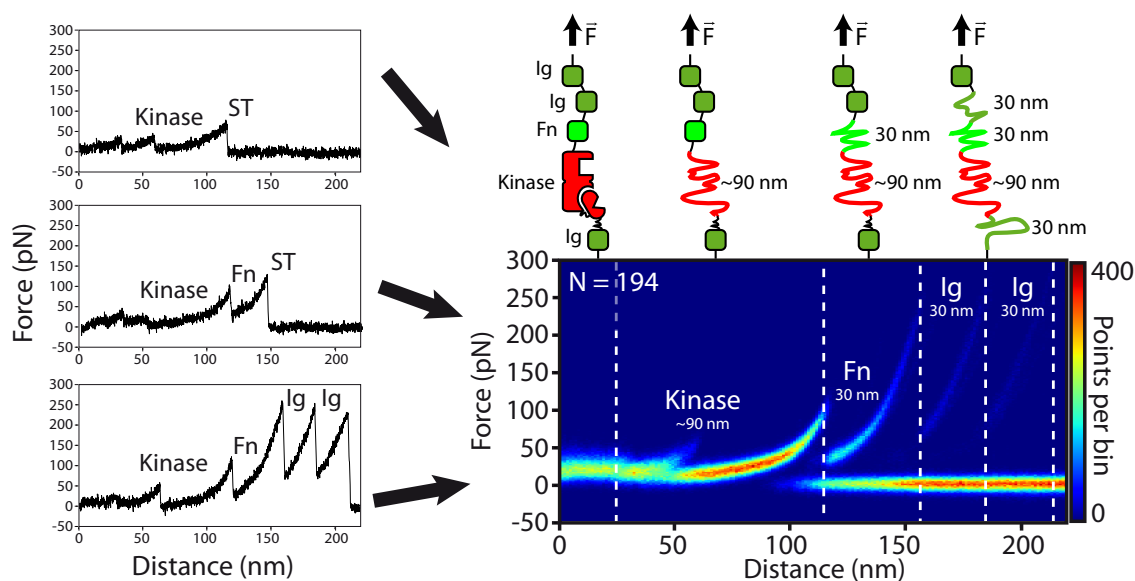 Force (pN)
300
250
200
150
100
50
0
-50
Kinase
ST
0 50 100 150 200
300
250
200
150
100
50
0
-50
Kinase
Fn
ST
0 50 100 150 200
300
250
200
150
100
50
0
-50
Kinase
Fn
Ig
Ig
0 50 100 150 200
Distance (nm)
F
F
F
F
Ig
Ig
Fn
Kinase
Ig
~90 nm
30 nm
~90 nm
30 nm
30 nm
~90 nm
30 nm
Force (pN)
300
250
200
150
100
50
0
-50
N = 194
Kinase
~90 nm
Fn
30 nm
Ig
30 nm
Ig
30 nm
0 50 100 150 200
Distance (nm)
400
Points per bin
0